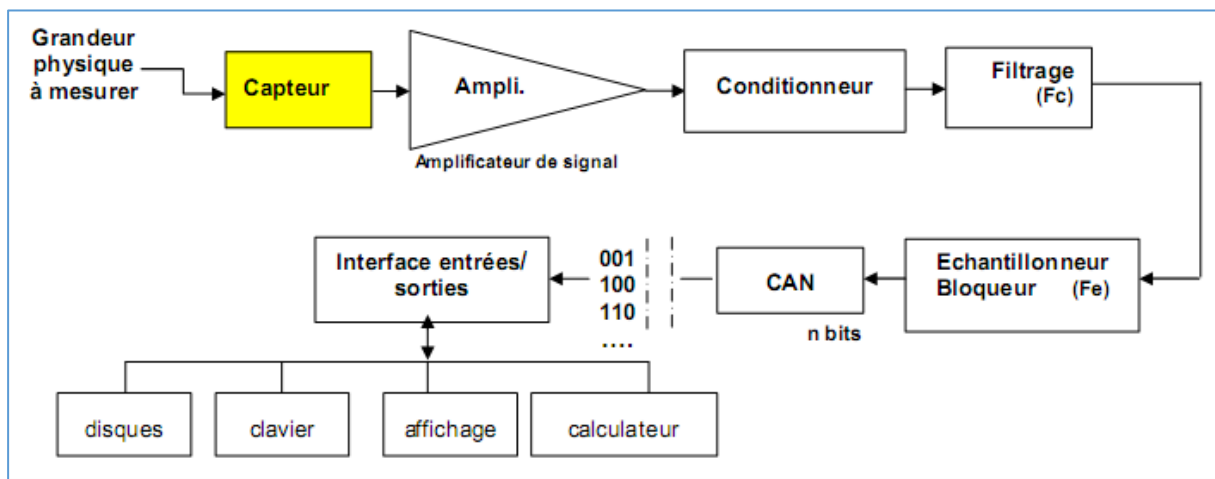 Grandeur
physique
à mesurer
Capteur
Ampli.
Amplificateur de signal
Conditionneur
Filtrage
(Fc)
Echantillonneur
Bloqueur (Fe)
CAN
n bits
001
100
110
....
Interface entrées/
sorties
disques
clavier
affichage
calculateur